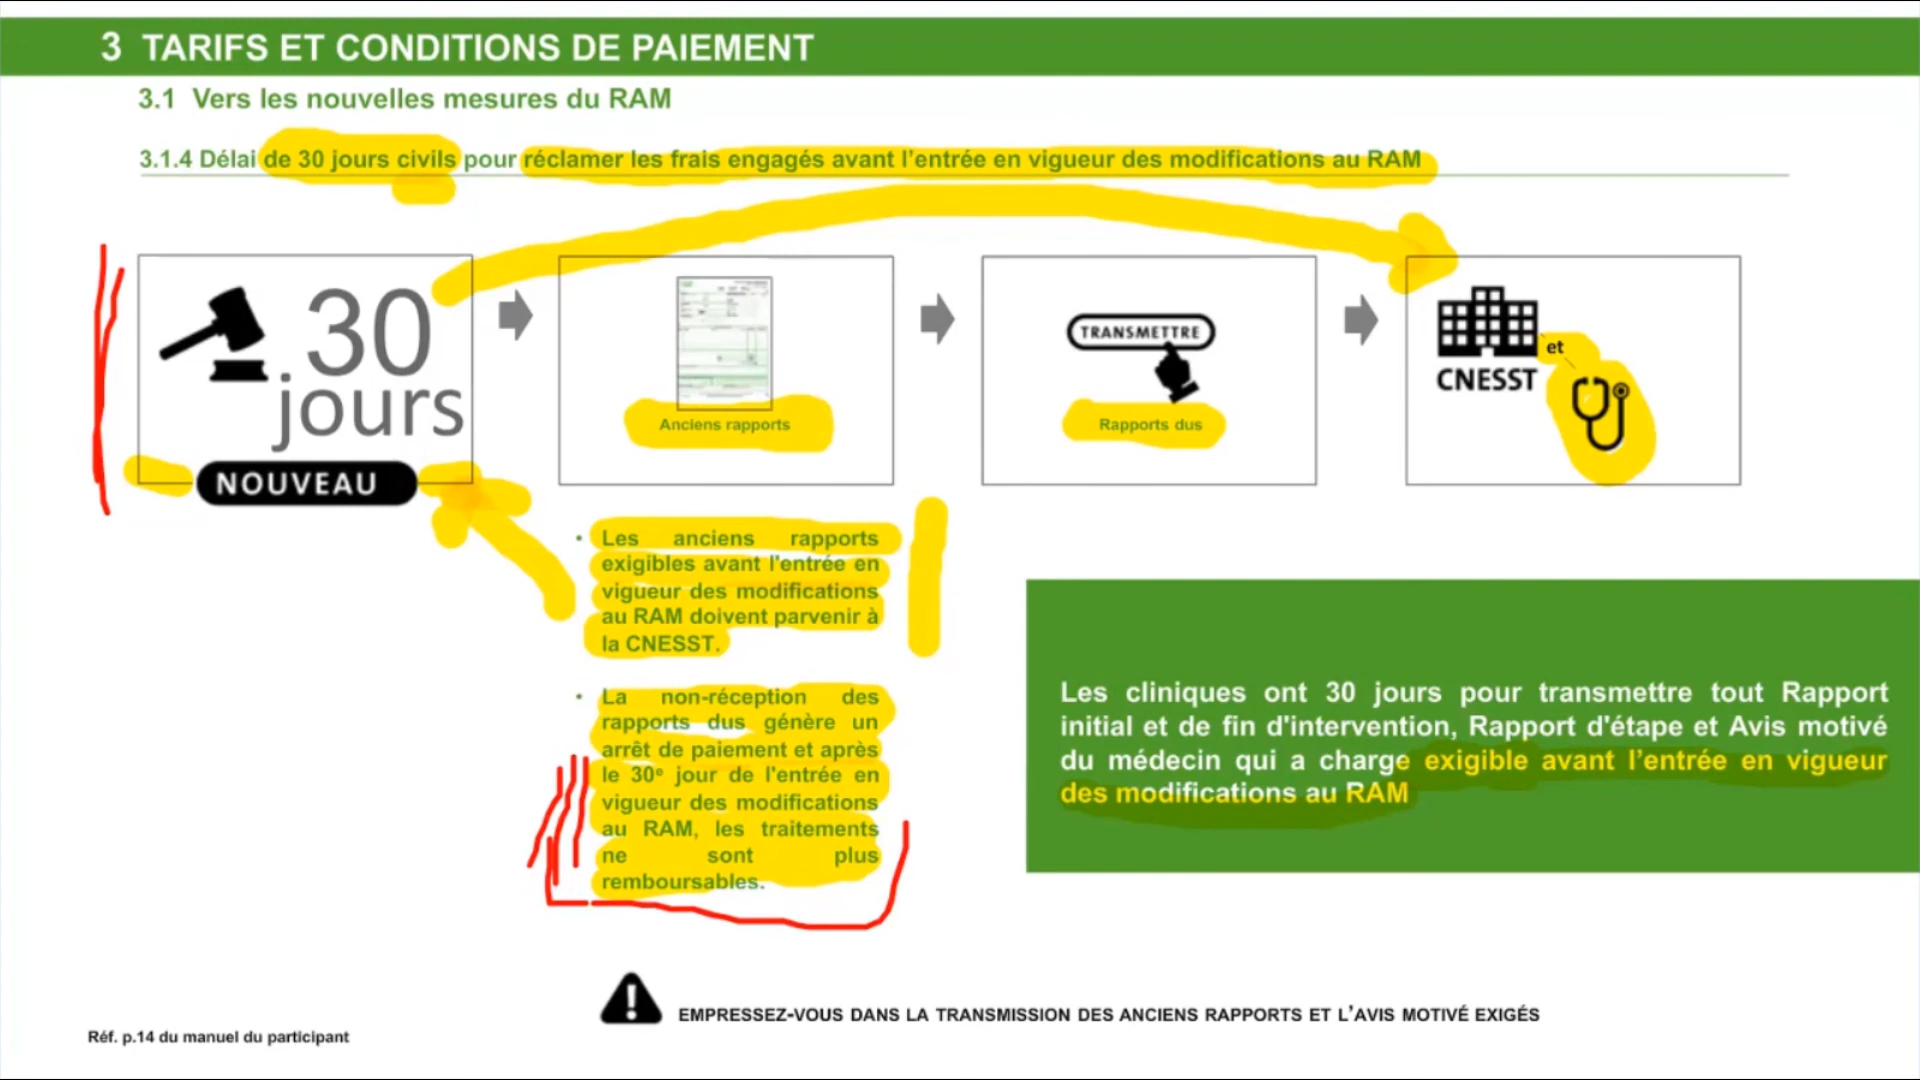 3 TARIFS ET CONDITIONS DE PAIEMENT
3.1 Vers les nouvelles mesures du RAM
3.1.4 Délai de 30 jours civils pour réclamer les frais engagés avant l'entrée en vigueur des modifications au RAM
30
jours
NOUVEAU
Anciens rapports
TRANSMETTRE
Rapports dus
et
CNESST
• Les anciens rapports
exigibles avant l'entrée en
vigueur des modifications
au RAM doivent parvenir à
la CNESST.
• La non-réception des
rapports dus génère un
arrêt de paiement et après
le 30e jour de l'entrée en
vigueur des modifications
au RAM, les traitements
ne sont plus
remboursables.
Les cliniques ont 30 jours pour transmettre tout Rapport
initial et de fin d'intervention, Rapport d'étape et Avis motivé
du médecin qui a charge exigible avant l'entrée en vigueur
des modifications au RAM
EMPRESSEZ-VOUS DANS LA TRANSMISSION DES ANCIENS RAPPORTS ET L'AVIS MOTIVÉ EXIGÉS
Réf. p.14 du manuel du participant